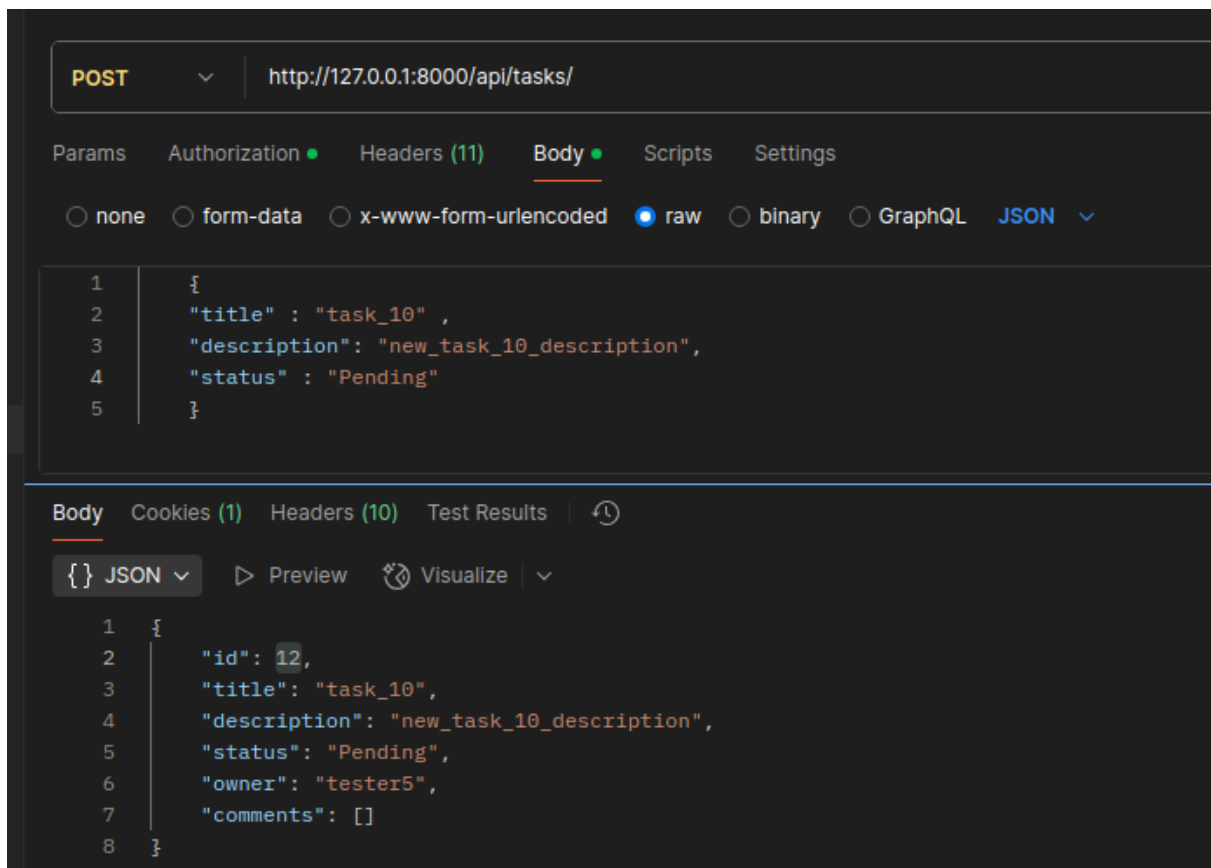 POST http://127.0.0.1:8000/api/tasks/
Params Authorization Headers (11) Body Scripts Settings
none form-data x-www-form-urlencoded raw binary GraphQL JSON
1 {
2 "title" : "task_10" ,
3 "description": "new_task_10_description",
4 "status" : "Pending"
5 }
Body Cookies (1) Headers (10) Test Results
{} JSON Preview Visualize
1 {
2 "id": 12,
3 "title": "task_10",
4 "description": "new_task_10_description",
5 "status": "Pending",
6 "owner": "tester5",
7 "comments": []
8 }